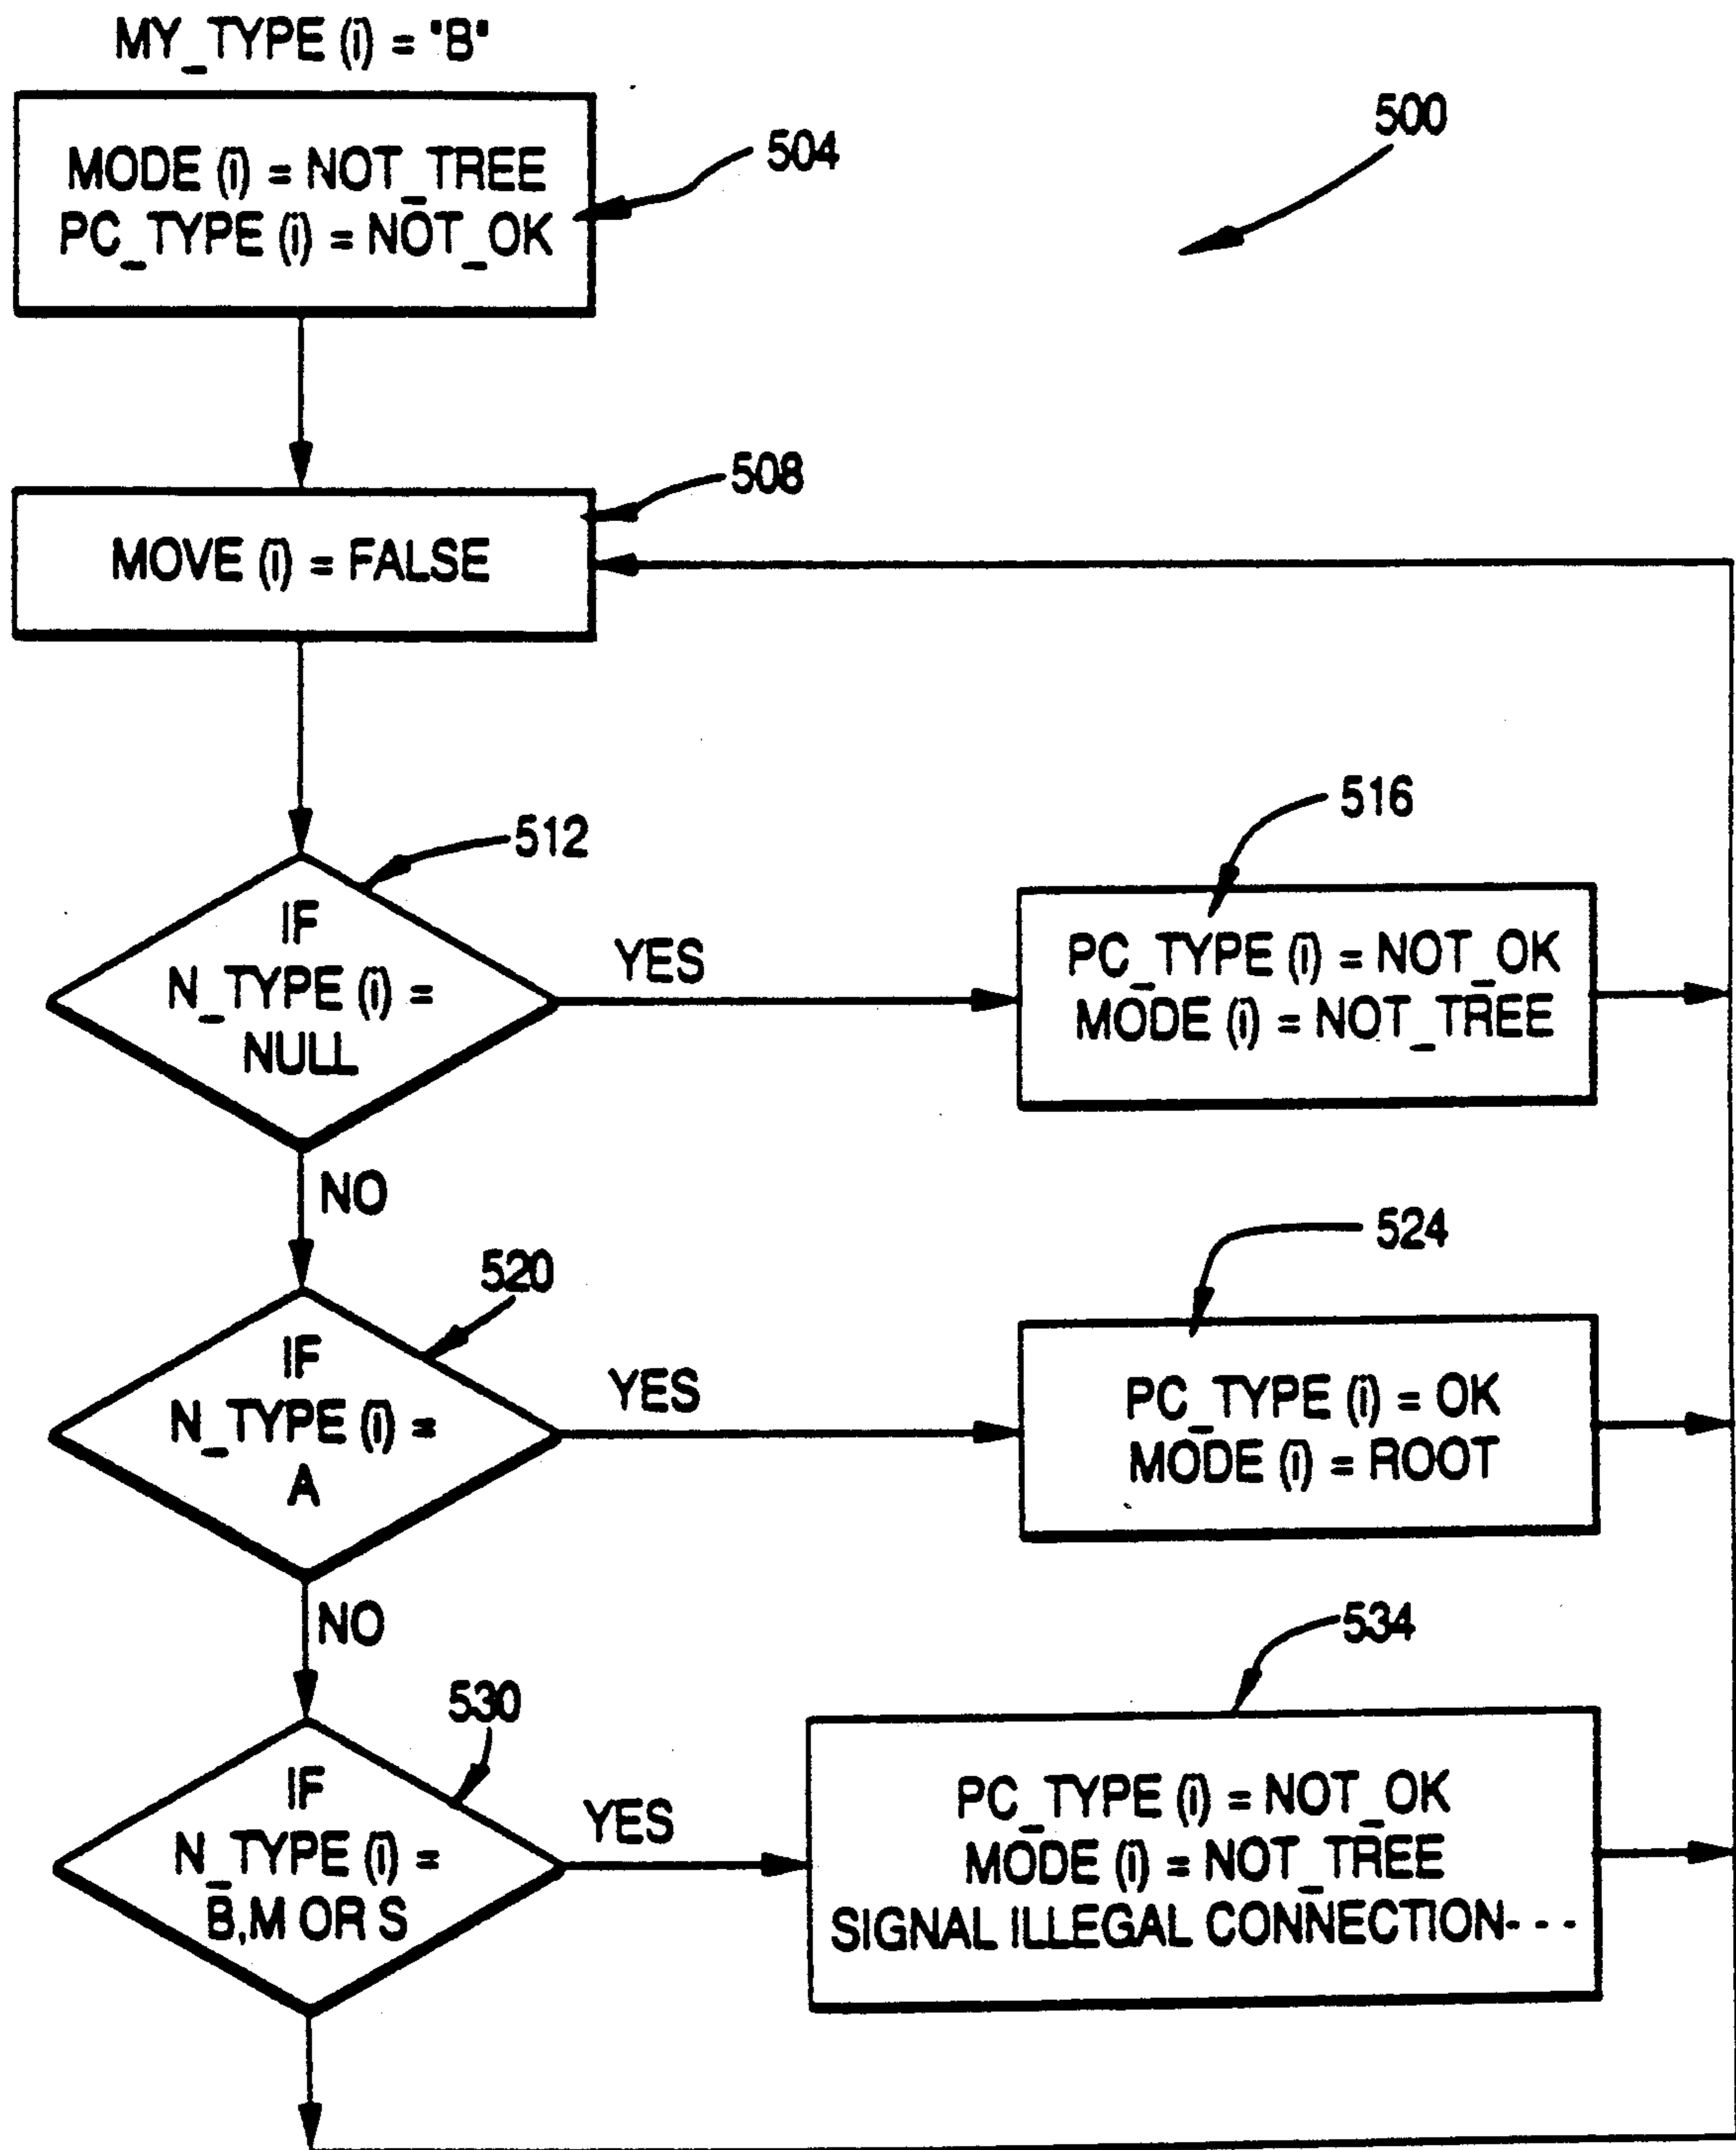 MY_TYPE (i) = "B"
500
MODE (i) = NOT_TREE
PC_TYPE (i) = NOT_OK
504
508
MOVE (i) = FALSE
512
IF
N_TYPE (i) =
NULL
YES
516
PC_TYPE (i) = NOT_OK
MODE (i) = NOT_TREE
NO
520
IF
N_TYPE (i) =
A
YES
524
PC_TYPE (i) = OK
MODE (i) = ROOT
NO
530
IF
N_TYPE (i) =
B,M OR S
YES
534
PC_TYPE (i) = NOT_OK
MODE (i) = NOT_TREE
SIGNAL ILLEGAL CONNECTION- - -